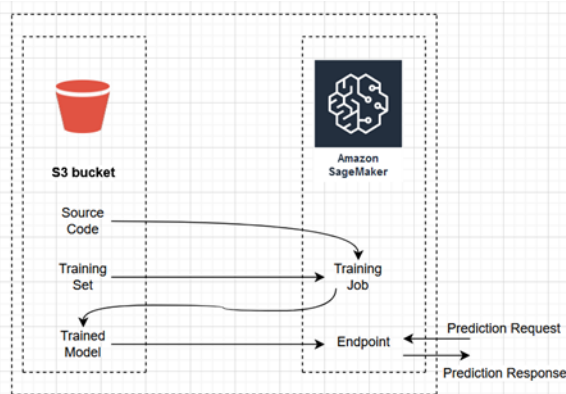 S3 bucket
Amazon
SageMaker
Source
Code
Training
Set
Training
Job
Trained
Model
Endpoint
Prediction Request
Prediction Response